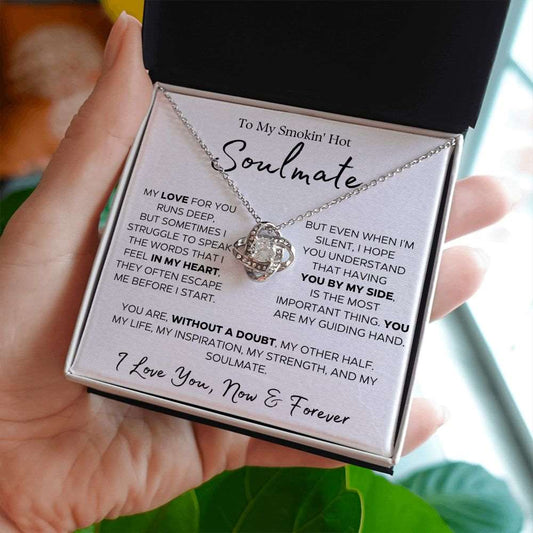 To My Smokin' Hot
Soulmate
MY LOVE FOR YOU
RUNS DEEP,
BUT SOMETIMES I
STRUGGLE TO SPEAK
THE WORDS THAT I
FEEL IN MY HEART,
THEY OFTEN ESCAPE
ME BEFORE I START.
BUT EVEN WHEN I'M
SILENT, I HOPE
YOU UNDERSTAND
THAT HAVING
YOU BY MY SIDE,
IS THE MOST
IMPORTANT THING. YOU
ARE MY GUIDING HAND.
YOU ARE, WITHOUT A DOUBT, MY OTHER HALF.
MY LIFE, MY INSPIRATION, MY STRENGTH, AND MY
SOULMATE.
I Love You, Now & Forever